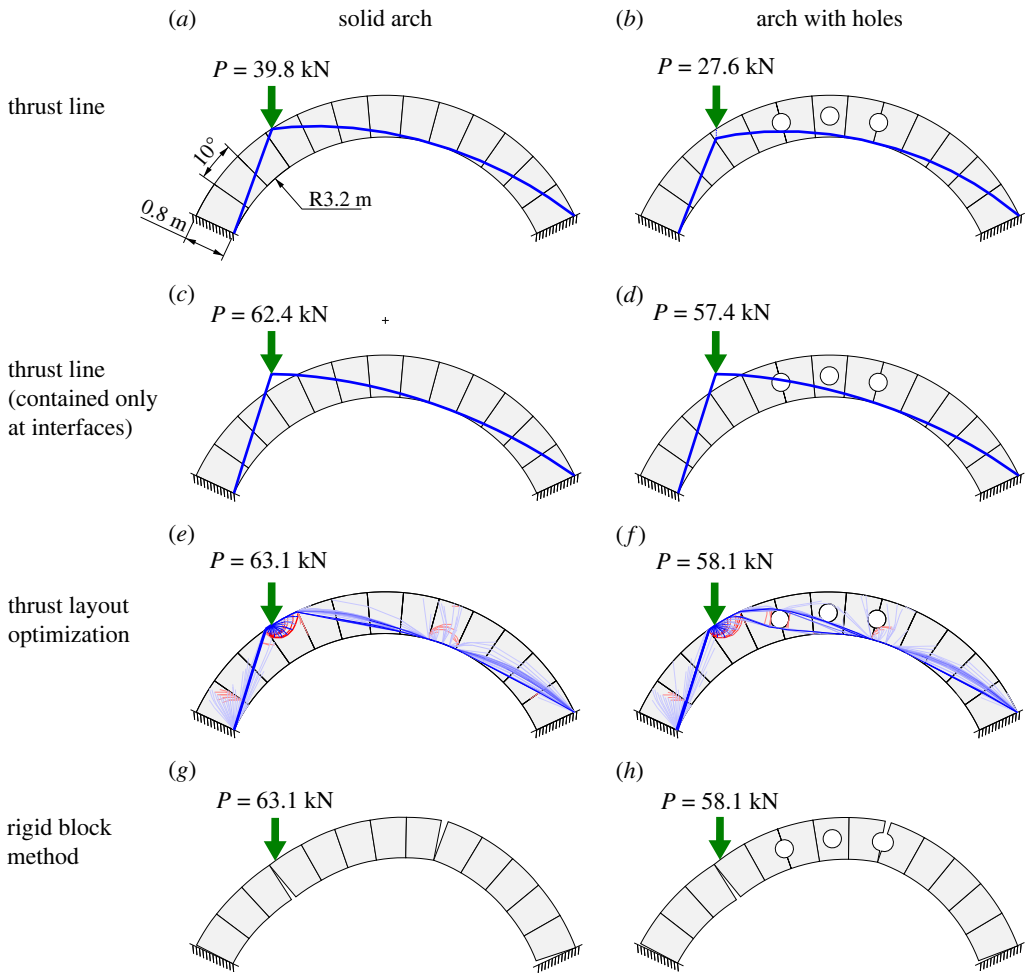 (a) solid arch (b) arch with holes
P = 39.8 kN P = 27.6 kN
thrust line
10°
0.8 m
R3.2 m
(c) (d)
P = 62.4 kN P = 57.4 kN
thrust line
(contained only
at interfaces)
(e) (f)
P = 63.1 kN P = 58.1 kN
thrust layout
optimization
(g) (h)
P = 63.1 kN P = 58.1 kN
rigid block
method